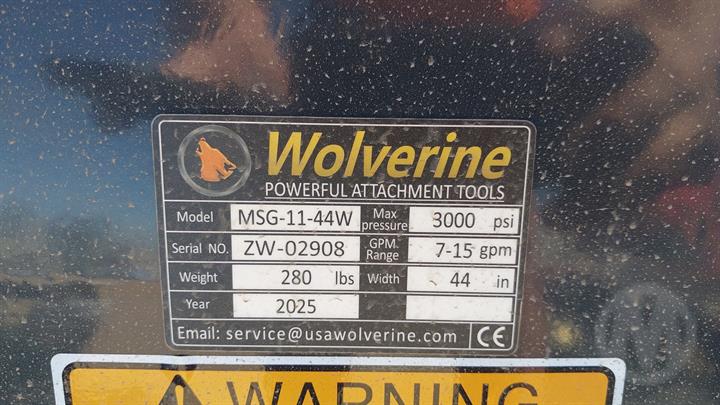 Wolverine
POWERFUL ATTACHMENT TOOLS
Model MSG-11-44W Max pressure 3000 psi
Serial NO. ZW-02908 GPM Range 7-15 gpm
Weight 280 lbs Width 44 in
Year 2025
Email: service@usawolverine.com CE
WARNING